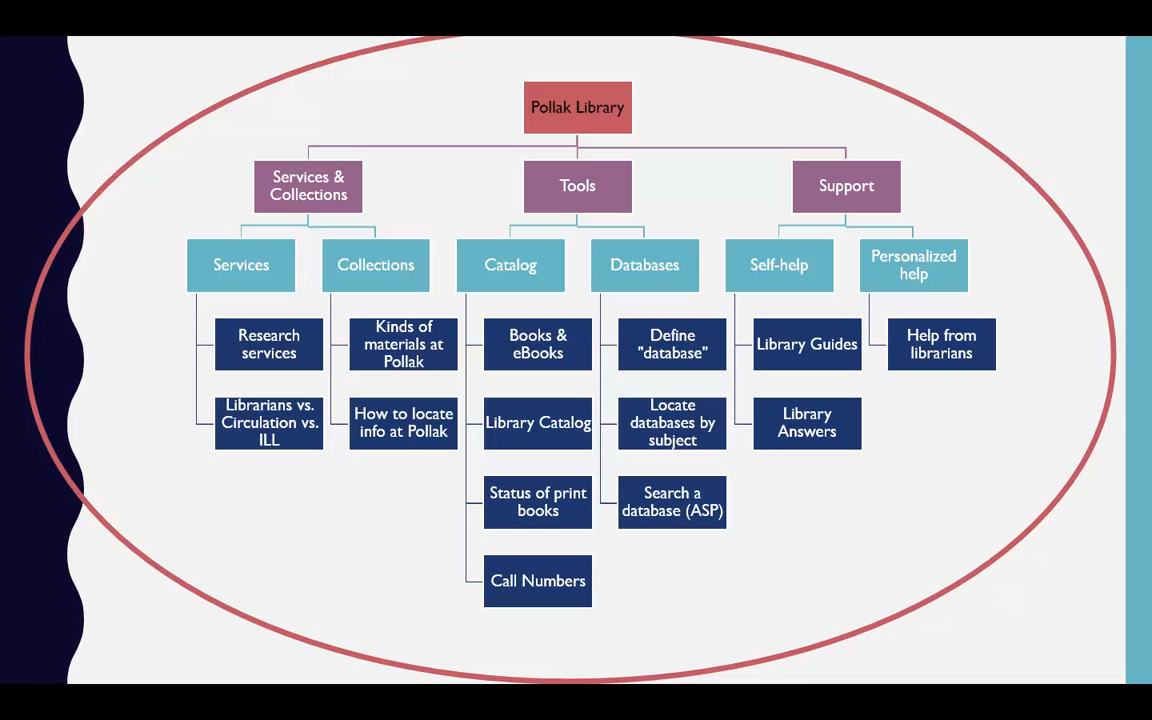 Pollak Library
Services &
Collections
Tools
Support
Services
Collections
Catalog
Databases
Self-help
Personalized
help
Research
services
Librarians vs.
Circulation vs.
ILL
Kinds of
materials at
Pollak
How to locate
info at Pollak
Books &
eBooks
Library Catalog
Status of print
books
Call Numbers
Define
"database"
Locate
databases by
subject
Search a
database (ASP)
Library Guides
Library
Answers
Help from
librarians